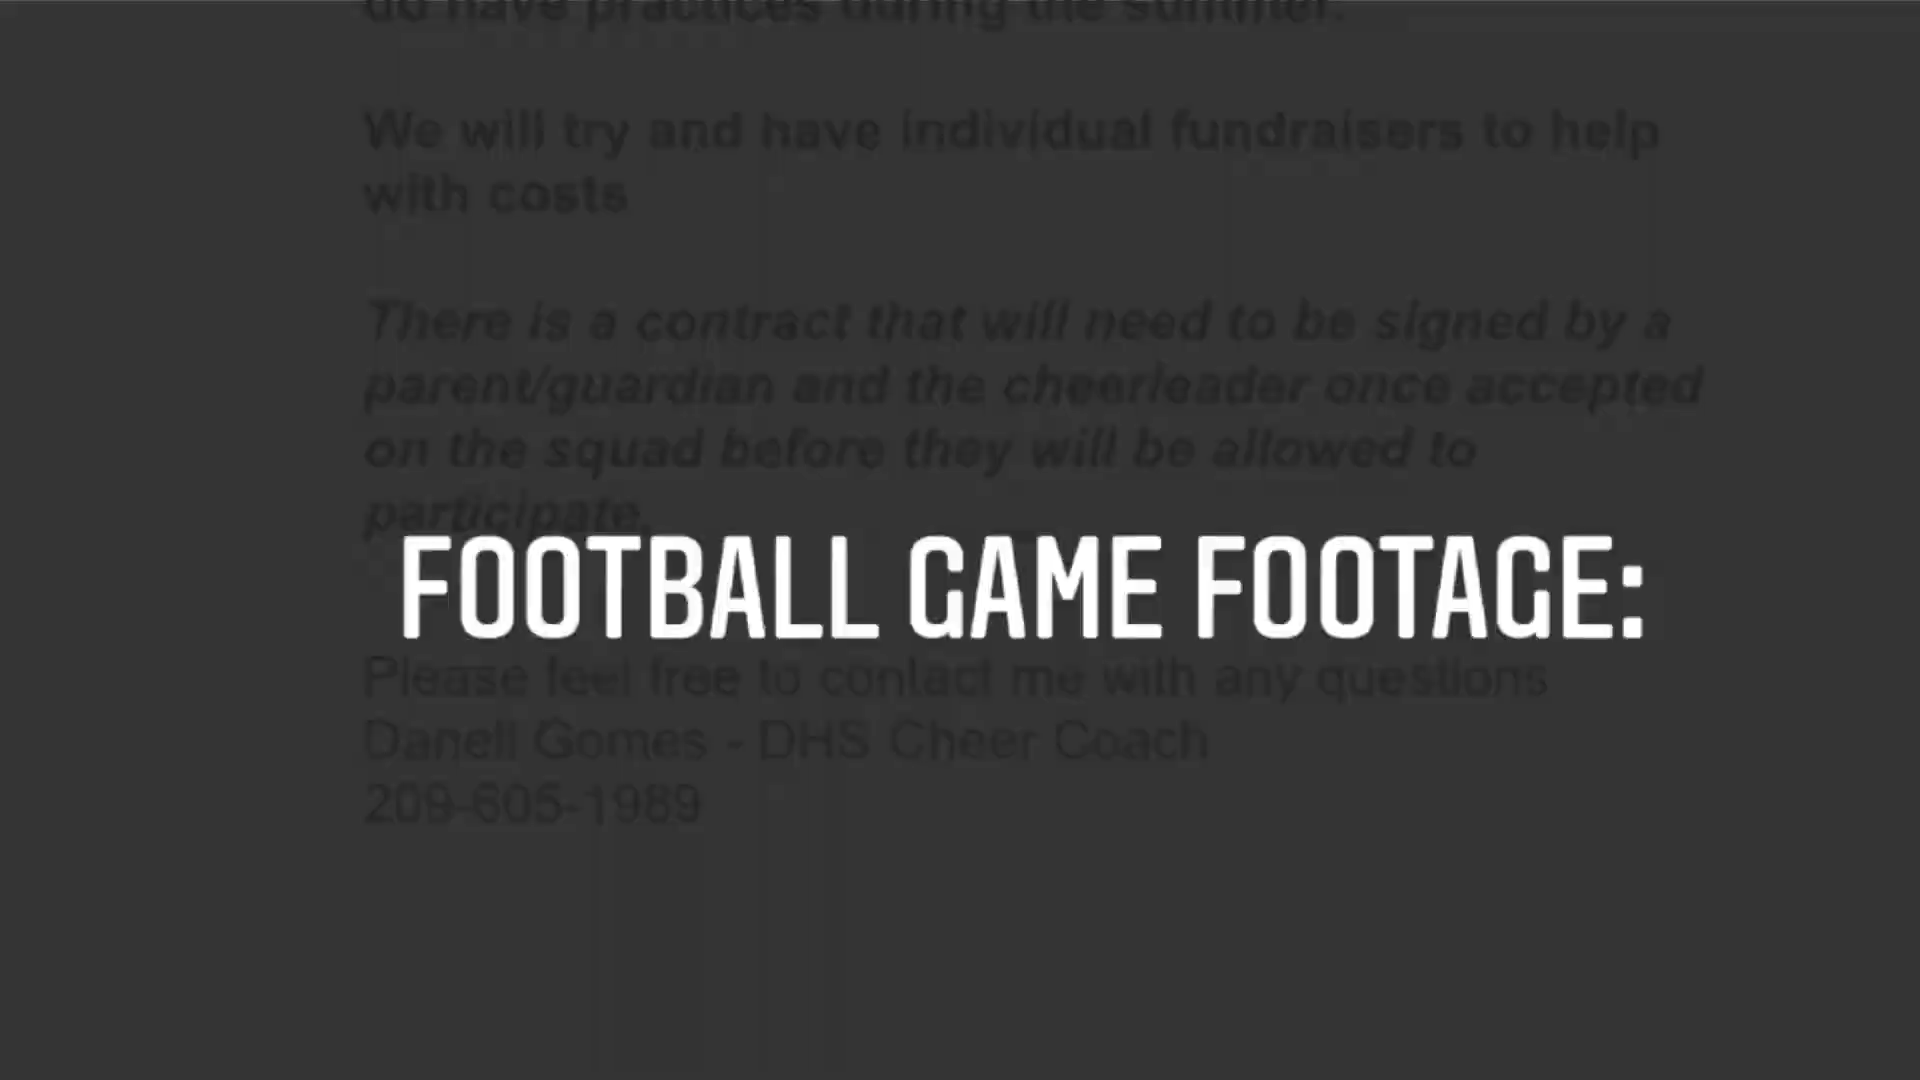 do have practices during the summer.
We will try and have individual fundraisers to help
with costs
There is a contract that will need to be signed by a
parent/guardian and the cheerleader once accepted
on the squad before they will be allowed to
participate.
FOOTBALL GAME FOOTAGE:
Please feel free to contact me with any questions
Danell Gomes - DHS Cheer Coach
209-605-1989